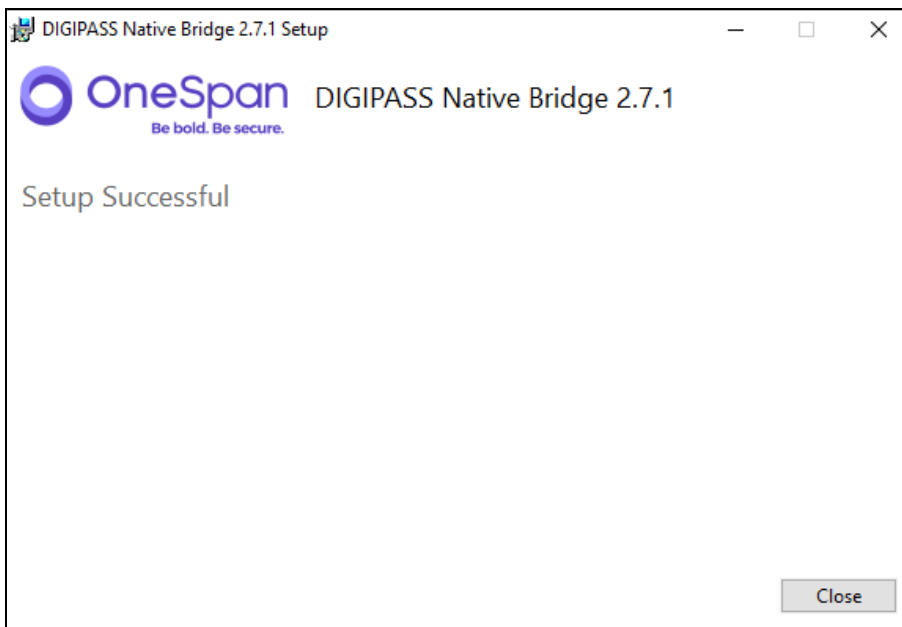 DIGIPASS Native Bridge 2.7.1 Setup
OneSpan
Be bold. Be secure.
DIGIPASS Native Bridge 2.7.1
Setup Successful
Close